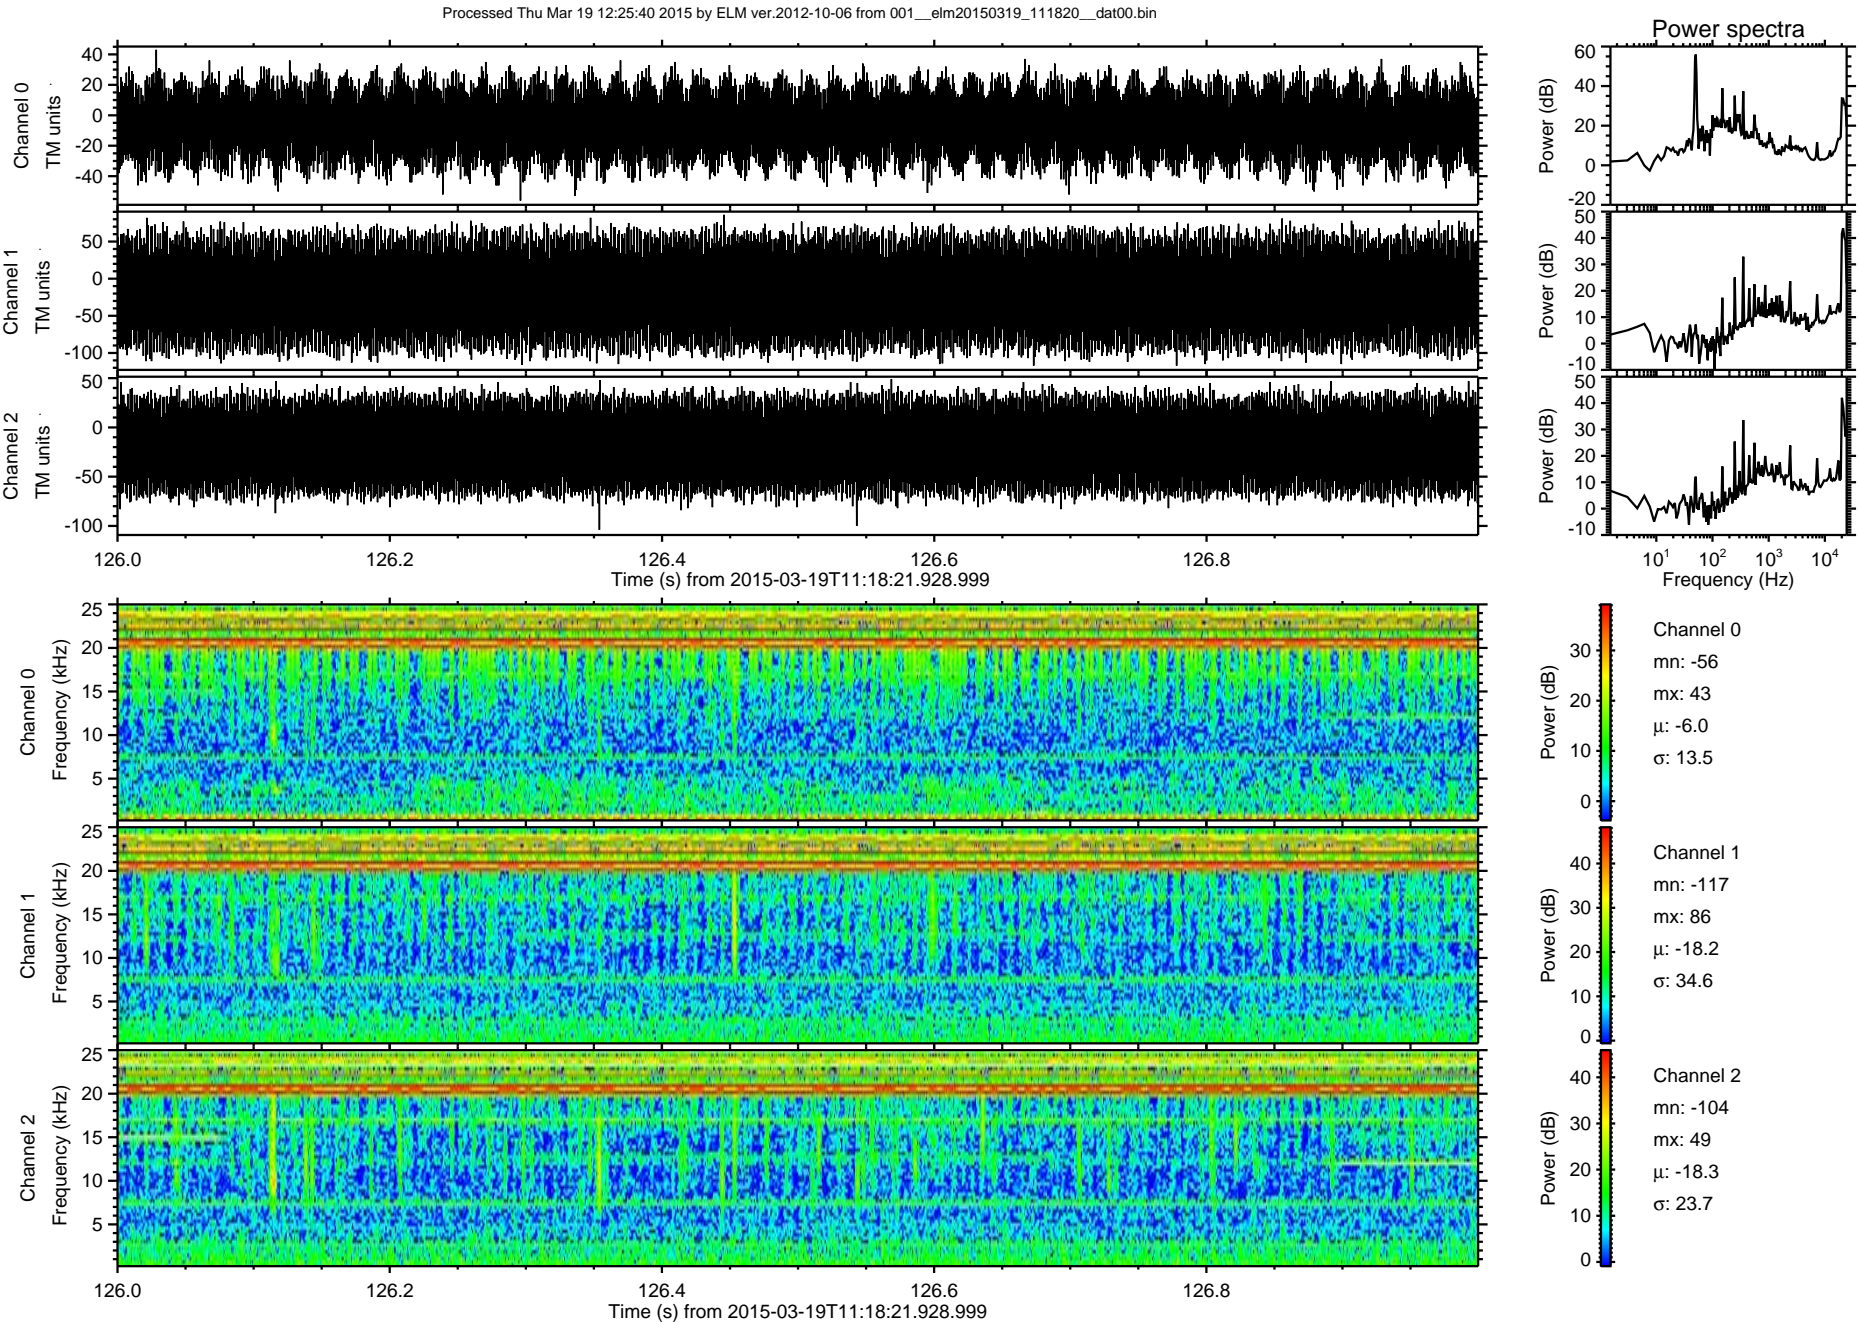 Processed Thu Mar 19 12:25:40 2015 by ELM ver.2012-10-06 from 001__elm20150319_111820__dat00.bin
Power spectra
Channel 0
TM units
40
20
0
-20
-40
Power (dB)
60
40
20
0
-20
Channel 1
TM units
50
0
-50
-100
Power (dB)
50
40
30
20
10
0
-10
Channel 2
TM units
50
0
-50
-100
Power (dB)
50
40
30
20
10
0
-10
126.0 126.2 126.4 126.6 126.8
Time (s) from 2015-03-19T11:18:21.928.999
10¹ 10² 10³ 10⁴
Frequency (Hz)
Channel 0
Frequency (kHz)
25
20
15
10
5
Power (dB)
30
20
10
0
Channel 0
mn: -56
mx: 43
µ: -6.0
σ: 13.5
Channel 1
Frequency (kHz)
25
20
15
10
5
Power (dB)
40
30
20
10
0
Channel 1
mn: -117
mx: 86
µ: -18.2
σ: 34.6
Channel 2
Frequency (kHz)
25
20
15
10
5
Power (dB)
40
30
20
10
0
Channel 2
mn: -104
mx: 49
µ: -18.3
σ: 23.7
126.0 126.2 126.4 126.6 126.8
Time (s) from 2015-03-19T11:18:21.928.999